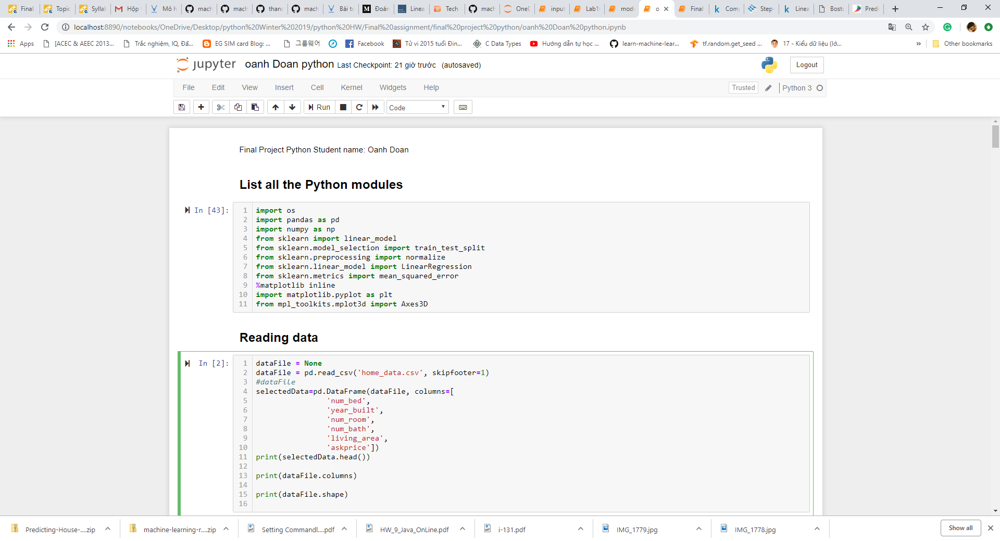 Final
Topic
Syllab
Hộp
Mô h
mach
mach
thanc
mach
Bài to
Đoán
Linea
Tech
mach
OneD
input
Lab1
mod
o
Final
Com
Step-
Linea
Bosto
Predi
localhost:8890/notebooks/OneDrive/Desktop/python%20Winter%202019/python%20HW/Final%20assignment/final%20project%20python/oanh%20Doan%20python.ipynb
Apps
[ACEC & AEEC 2013...
Trắc nghiệm, IQ, Đấ...
EG SIM card Blog: ...
그룹웨어
Facebook
Tử vi 2015 tuổi Đin...
C Data Types
Hướng dẫn tự học ...
learn-machine-lear...
tf.random.get_seed ...
17 - Kiểu dữ liệu (lớ...
»
Other bookmarks
jupyter oanh Doan python Last Checkpoint: 21 giờ trước (autosaved)
Logout
File Edit View Insert Cell Kernel Widgets Help
Trusted
Python 3
Run
Code
Final Project Python Student name: Oanh Doan
List all the Python modules
In [43]:
1 import os
2 import pandas as pd
3 import numpy as np
4 from sklearn import linear_model
5 from sklearn.model_selection import train_test_split
6 from sklearn.preprocessing import normalize
7 from sklearn.linear_model import LinearRegression
8 from sklearn.metrics import mean_squared_error
9 %matplotlib inline
10 import matplotlib.pyplot as plt
11 from mpl_toolkits.mplot3d import Axes3D
Reading data
In [2]:
1 dataFile = None
2 dataFile = pd.read_csv('home_data.csv', skipfooter=1)
3 #dataFile
4 selectedData=pd.DataFrame(dataFile, columns=[
5 'num_bed',
6 'year_built',
7 'num_room',
8 'num_bath',
9 'living_area',
10 'askprice'])
11 print(selectedData.head())
12
13 print(dataFile.columns)
14
15 print(dataFile.shape)
16
Predicting-House-....zip
machine-learning-r....zip
Setting Commandl....pdf
HW_9_Java_OnLine.pdf
i-131.pdf
IMG_1779.jpg
IMG_1778.jpg
Show all